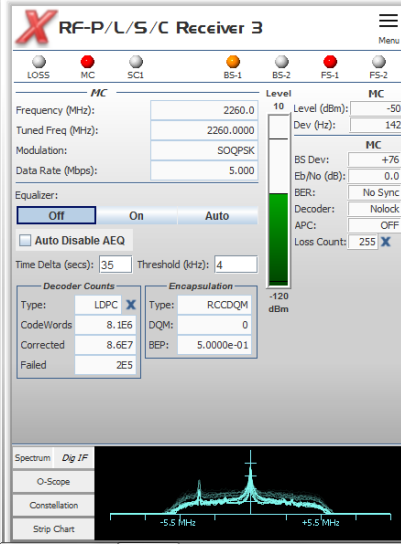 X RF-P/L/S/C Receiver 3
Menu
LOSS MC SC1 BS-1 BS-2 FS-1 FS-2
MC Level MC
Frequency (MHz): 2260.0 10 Level (dBm): -50
Tuned Freq (MHz): 2260.0000 Dev (Hz): 142
Modulation: SOQPSK MC
Data Rate (Mbps): 5.000 BS Dev: +76
Eb/No (dB): 0.0
Equalizer: BER: No Sync
Off On Auto Decoder: Nolock
APC: OFF
Auto Disable AEQ Loss Count: 255 X
Time Delta (secs): 35 Threshold (kHz): 4
Decoder Counts Encapsulation -120
Type: LDPC X Type: RCCDQM dBm
CodeWords 8.1E6 DQM: 0
Corrected 8.6E7 BEP: 5.0000e-01
Failed 2E5
Spectrum Dig IF
O-Scope
Constellation
Strip Chart
-5.5 MHz +5.5 MHz